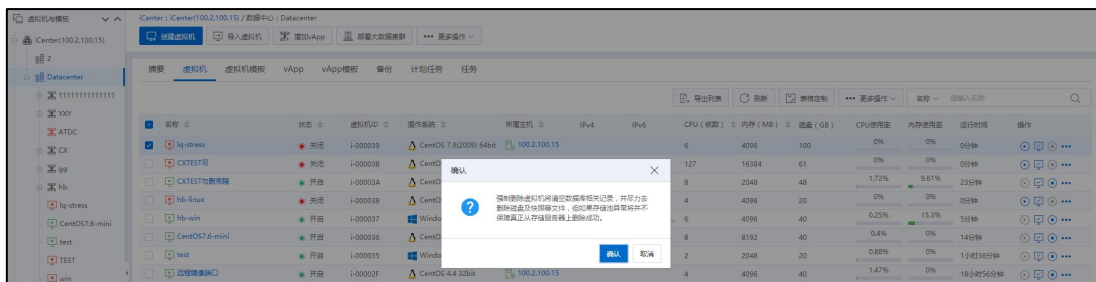 虚拟机与模板
iCenter(100.2.100.15)
2
Datacenter
11111111111111
YXY
ATDC
CX
gg
hb
lq-stress
CentOS7.6-mini
test
TEST
win
iCenter : iCenter(100.2.100.15) / 数据中心 : Datacenter
创建虚拟机 导入虚拟机 增加vApp 部署大数据集群 ••• 更多操作
摘要 虚拟机 虚拟机模板 vApp vApp模板 备份 计划任务 任务
导出列表 刷新 表格定制 ••• 更多操作 名称 请输入名称
名称 状态 虚拟机ID 操作系统 所属主机 IPv4 IPv6 CPU（核数） 内存（MB） 磁盘（GB） CPU使用率 内存使用率 运行时间 操作
lq-stress 关闭 i-000039 CentOS 7.9(2009) 64bit 100.2.100.15 6 4096 100 0% 0% 0分钟
CXTEST可 关闭 i-00003B CentO 127 16384 61 0% 0% 0分钟
CXTEST勿删克隆 开启 i-00003A CentO 8 2048 48 1.72% 9.61% 23分钟
hb-linux 关闭 i-000038 CentO 4 4096 20 0% 0% 0分钟
hb-win 开启 i-000037 Windo 6 4096 40 0.25% 15.3% 5分钟
CentOS7.6-mini 开启 i-000036 CentO 8 8192 40 0.4% 0% 14分钟
test 开启 i-000035 Windo 2 2048 20 0.88% 0% 1小时36分钟
远程镜像端口 开启 i-00002F CentOS 4.4 32bit 100.2.100.15 4 4096 40 1.47% 0% 18小时56分钟
确认
强制删除虚拟机将清空数据库相关记录，并尽力去
删除磁盘及快照等文件，但如果存储池异常将并不
保障真正从存储服务器上删除成功。
确认 取消